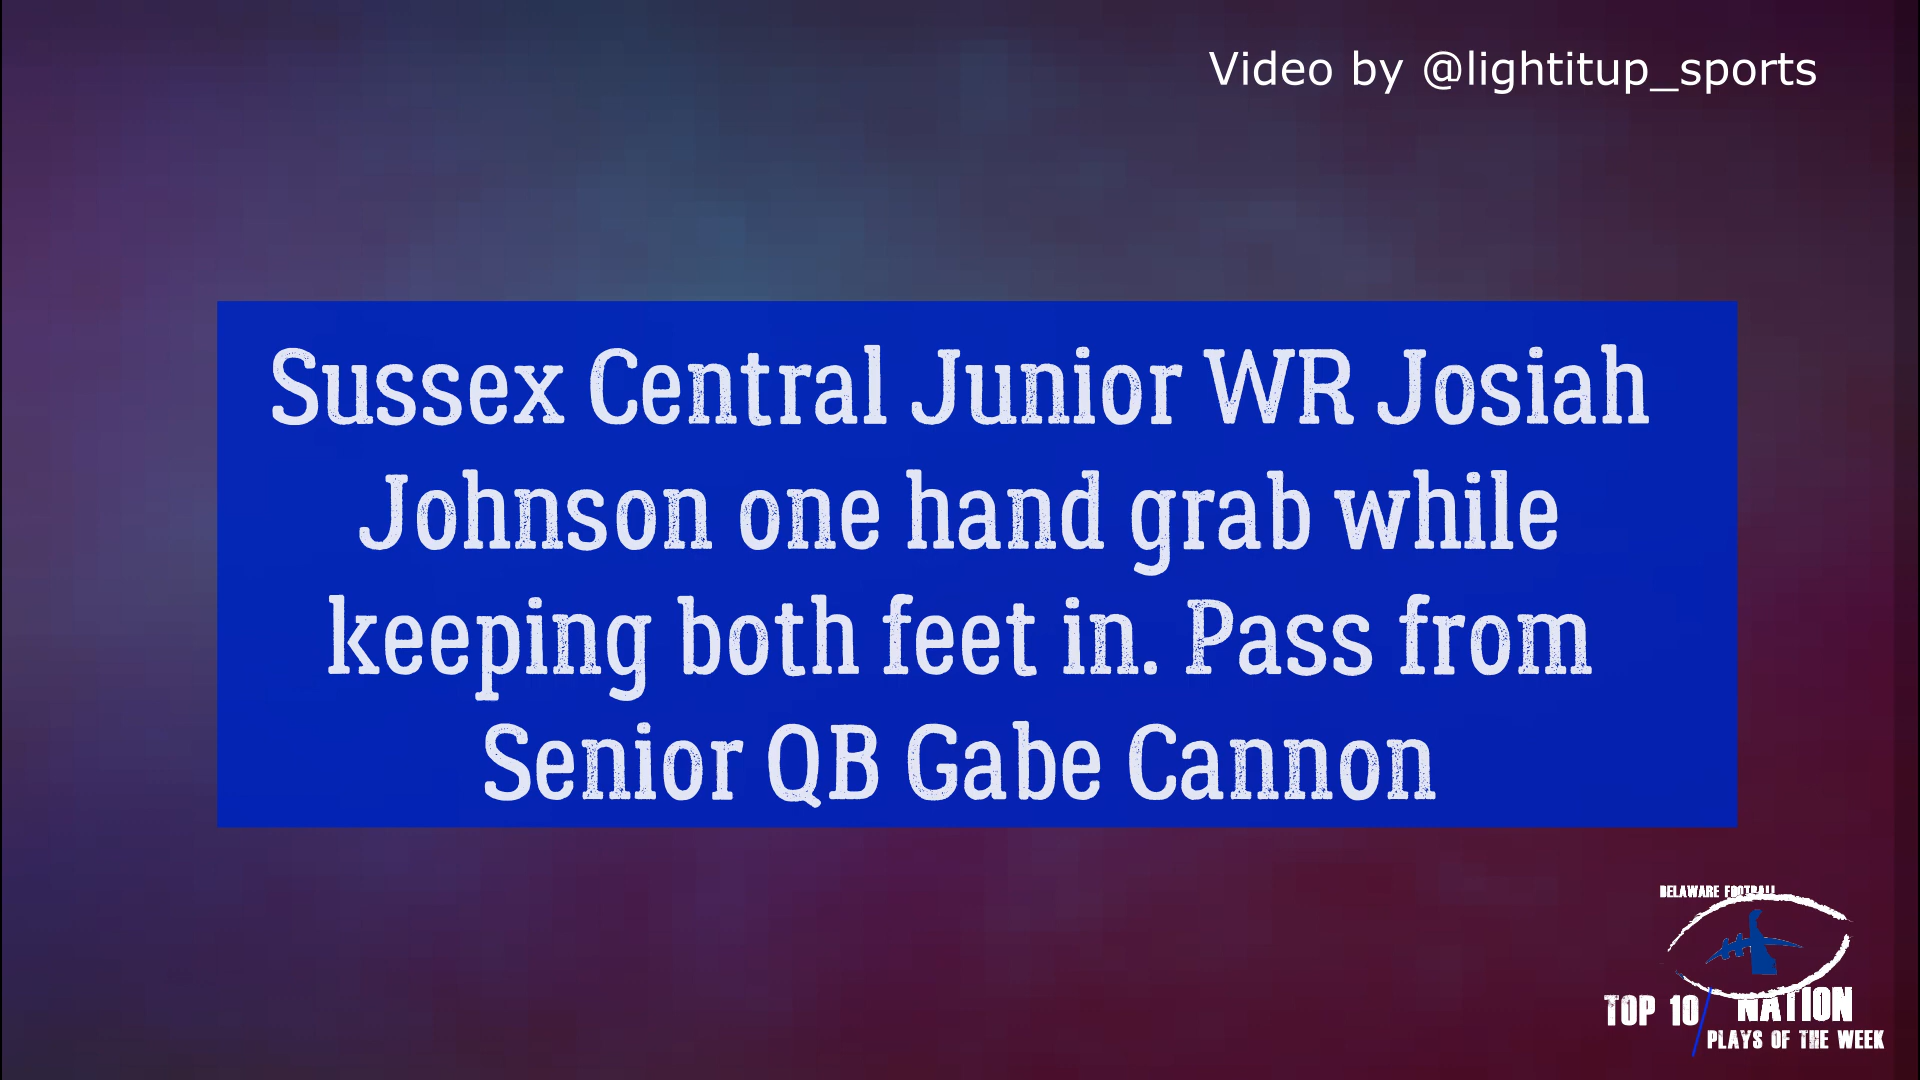 Video by @lightitup_sports
Sussex Central Junior WR Josiah
Johnson one hand grab while
keeping both feet in. Pass from
Senior QB Gabe Cannon
DELAWARE FOOTBALL
NATION
TOP 10
PLAYS OF THE WEEK